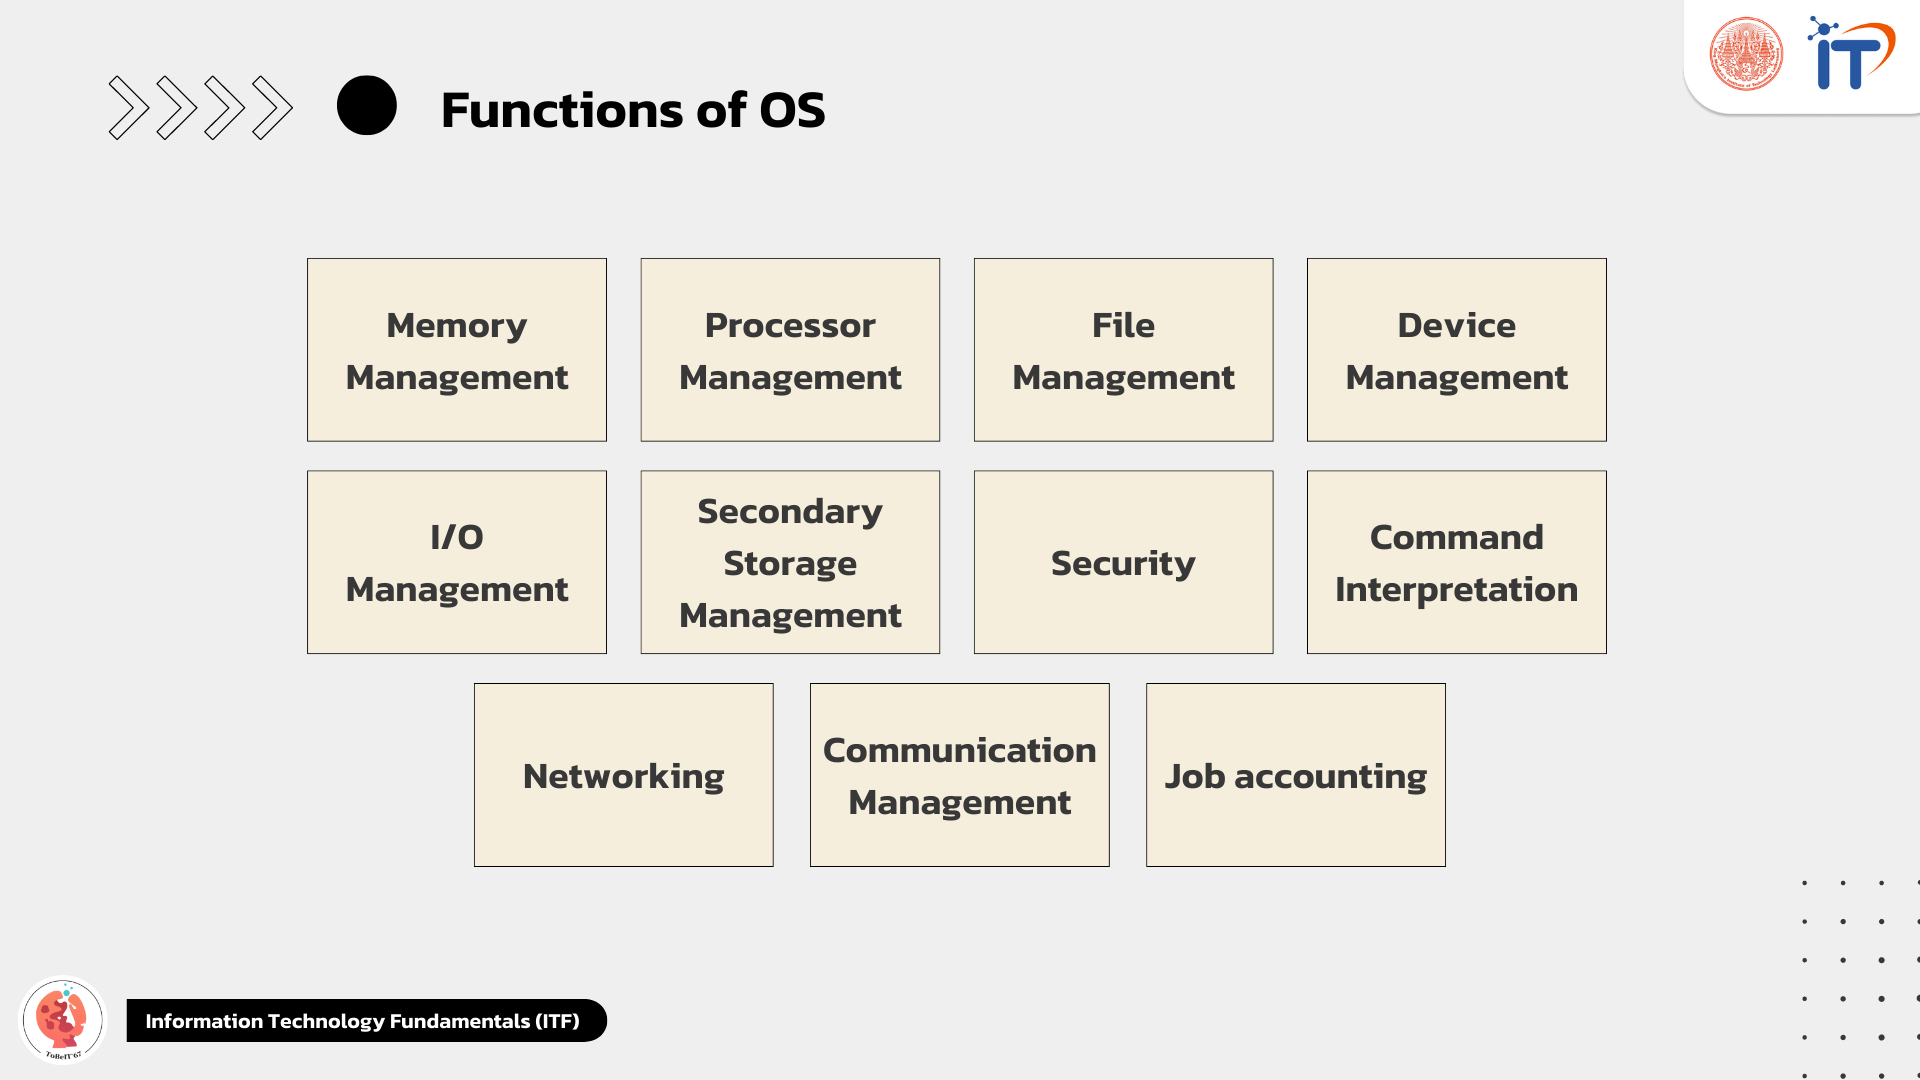 Functions of OS
Memory
Management
Processor
Management
File
Management
Device
Management
I/O
Management
Secondary
Storage
Management
Security
Command
Interpretation
Networking
Communication
Management
Job accounting
Information Technology Fundamentals (ITF)
ToBeIT'67
iT